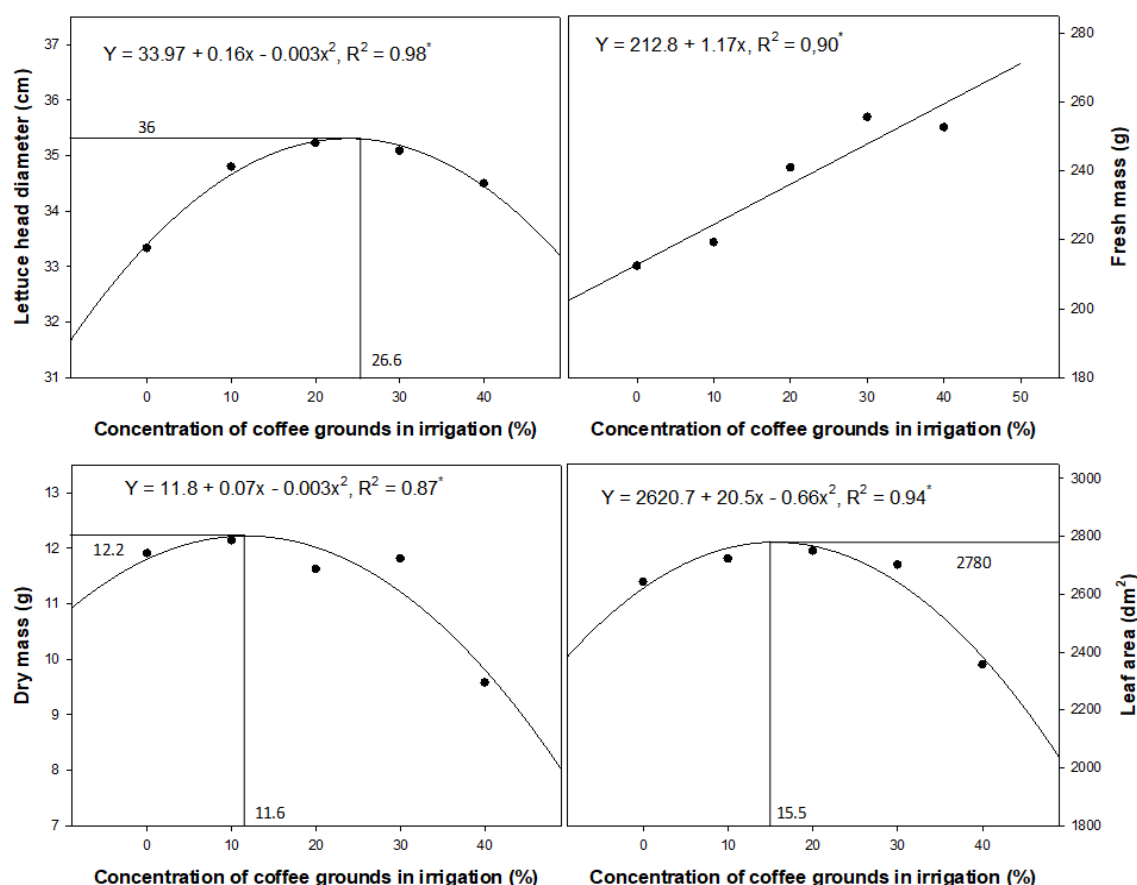 Y = 33.97 + 0.16x - 0.003x², R² = 0.98*
37
36
35
34
33
32
31
Lettuce head diameter (cm)
36
26.6
0 10 20 30 40
Concentration of coffee grounds in irrigation (%)
Y = 212.8 + 1.17x, R² = 0,90*
280
260
240
220
200
180
Fresh mass (g)
0 10 20 30 40 50
Concentration of coffee grounds in irrigation (%)
Y = 11.8 + 0.07x - 0.003x², R² = 0.87*
13
12
11
10
9
8
7
Dry mass (g)
12.2
11.6
0 10 20 30 40
Concentration of coffee grounds in irrigation (%)
Y = 2620.7 + 20.5x - 0.66x², R² = 0.94*
3000
2800
2600
2400
2200
2000
1800
Leaf area (dm²)
2780
15.5
0 10 20 30 40
Concentration of coffee grounds in irrigation (%)